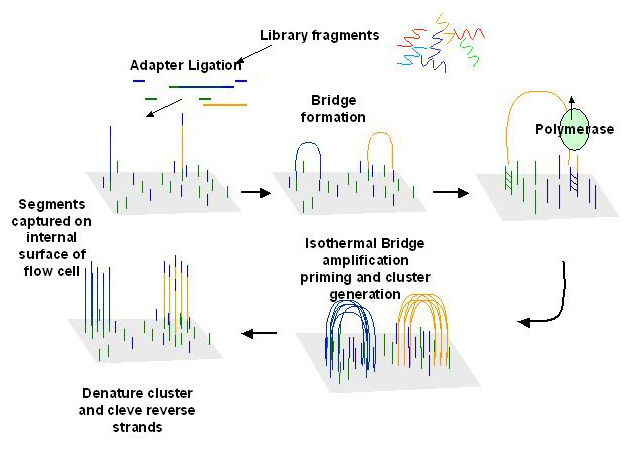 Library fragments
Adapter Ligation
Bridge
formation
Polymerase
Segments
captured on
internal
surface of
flow cell
Isothermal Bridge
amplification
priming and cluster
generation
Denature cluster
and cleve reverse
strands